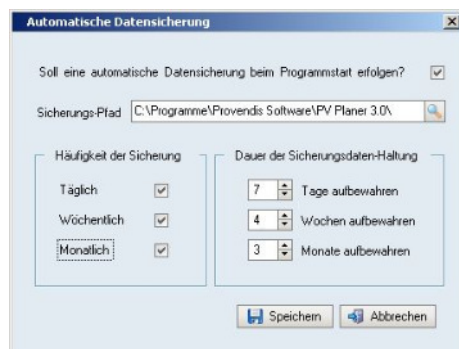 Automatische Datensicherung
Soll eine automatische Datensicherung beim Programmstart erfolgen?
Sicherungs-Pfad C:\Programme\Provendis Software\PV Planer 3.0\
Häufigkeit der Sicherung
Täglich
Wöchentlich
Monatlich
Dauer der Sicherungsdaten-Haltung
7 Tage aufbewahren
4 Wochen aufbewahren
3 Monate aufbewahren
Speichern Abbrechen